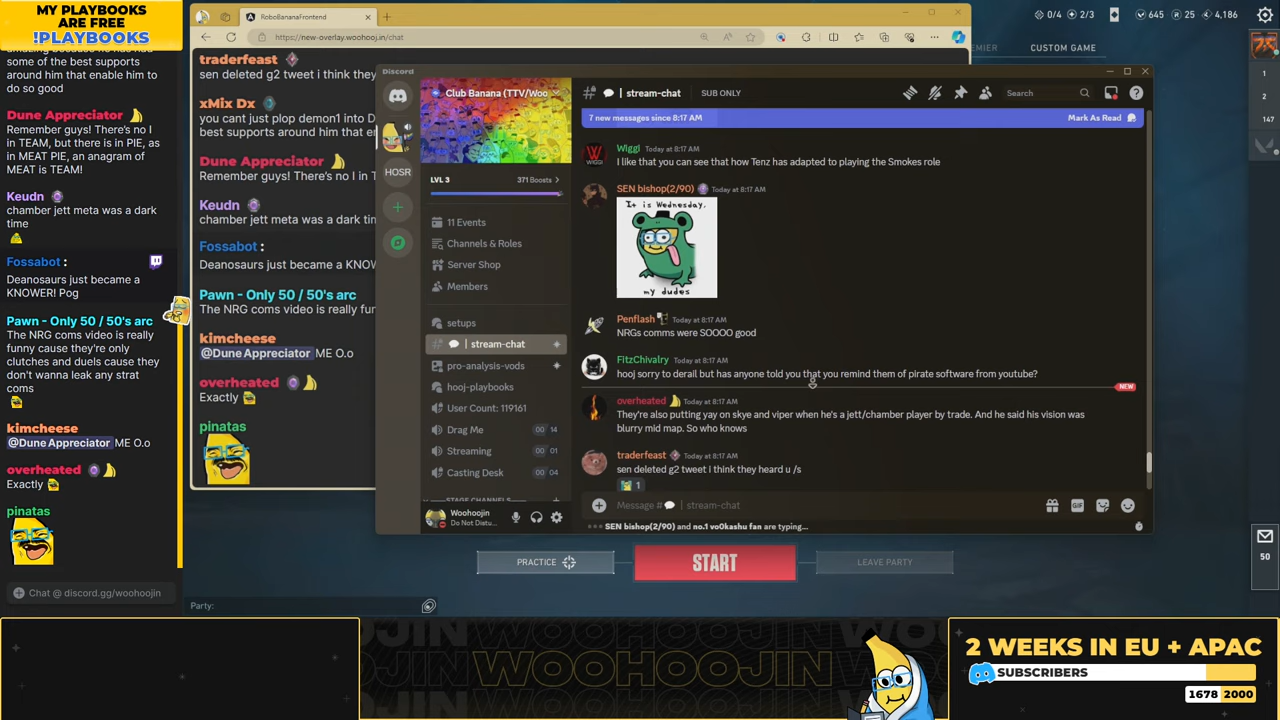 MY PLAYBOOKS
ARE FREE
!PLAYBOOKS
some of the best supports
around him that enable him to
do so good
Dune Appreciator
Remember guys! There's no I
in TEAM, but there is in PIE, as
in MEAT PIE, an anagram of
MEAT is TEAM!
Keudn
chamber jett meta was a dark
time
Fossabot :
Deanosaurs just became a
KNOWER! Pog
Pawn - Only 50 / 50's arc
The NRG coms video is really
funny cause they're only
clutches and duels cause they
don't wanna leak any strat
coms
kimcheese
@Dune Appreciator ME O.o
overheated
Exactly
pinatas
Chat @ discord.gg/woohoojin
RoboBananaFrontend
https://new-overlay.woohooj.in/chat
traderfeast
sen deleted g2 tweet i think they
xMix Dx
you cant just plop demon1 into D
best supports around him that en
Dune Appreciator
Remember guys! There's no I in T
Keudn
chamber jett meta was a dark tim
Fossabot :
Deanosaurs just became a KNOW
Pawn - Only 50 / 50's arc
The NRG coms video is really fun
kimcheese
@Dune Appreciator ME O.o
overheated
Exactly
pinatas
Discord
Club Banana (TTV/Woo
HOSR
LVL 3
371 Boosts
11 Events
Channels & Roles
Server Shop
Members
setups
stream-chat
pro-analysis-vods
hooj-playbooks
User Count: 119161
Drag Me
00 14
Streaming
00 01
Casting Desk
00 04
STAGE CHANNELS
Woohoojin
Do Not Distu...
stream-chat
SUB ONLY
Search
7 new messages since 8:17 AM
Mark As Read
Wiggi Today at 8:17 AM
I like that you can see that how Tenz has adapted to playing the Smokes role
SEN bishop(2/90) Today at 8:17 AM
It is Wednesday,
my dudes
Penflash Today at 8:17 AM
NRGs comms were SOOOO good
FitzChivalry Today at 8:17 AM
hooj sorry to derail but has anyone told you that you remind them of pirate software from youtube?
NEW
overheated Today at 8:17 AM
They're also putting yay on skye and viper when he's a jett/chamber player by trade. And he said his vision was
blurry mid map. So who knows
traderfeast Today at 8:17 AM
sen deleted g2 tweet i think they heard u /s
1
Message # | stream-chat
SEN bishop(2/90) and no.1 vo0kashu fan are typing...
0/4
2/3
645
25
4,186
CUSTOM GAME
1
2
147
50
PRACTICE
START
LEAVE PARTY
Party:
WOOHOOJIN
WOOHOOJIN
2 WEEKS IN EU + APAC
SUBSCRIBERS
1678 2000